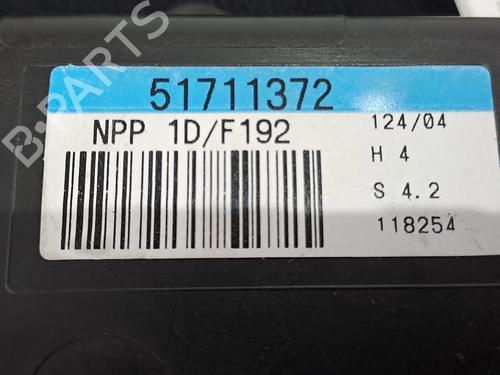 B-PARTS
51711372
NPP 1D/F192
124/04
H 4
S 4.2
118254